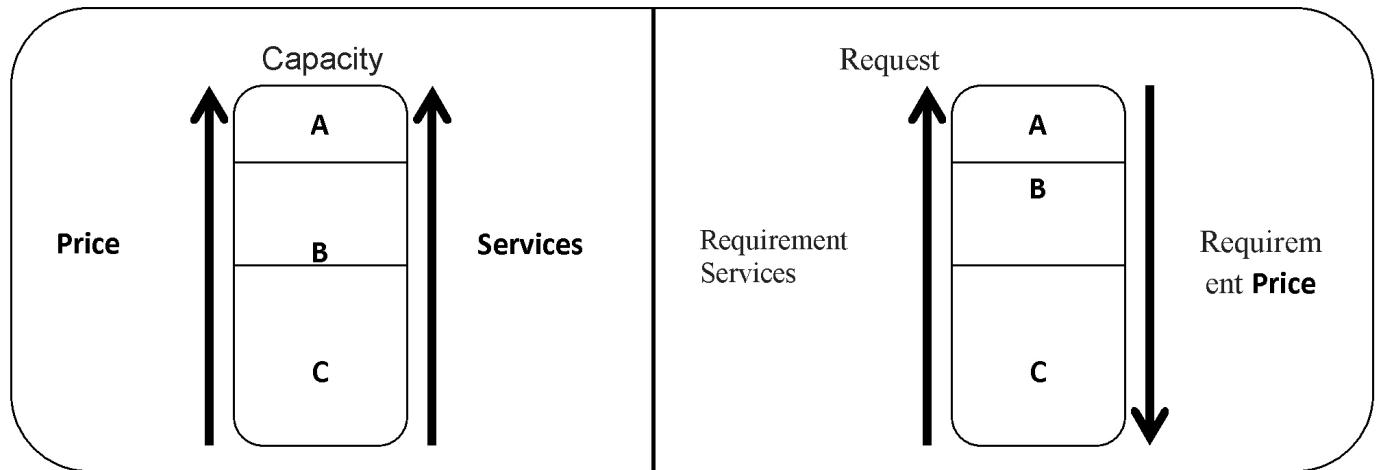 Capacity
A
B
C
Price
Services
Request
A
B
C
Requirement
Services
Requirem
ent Price